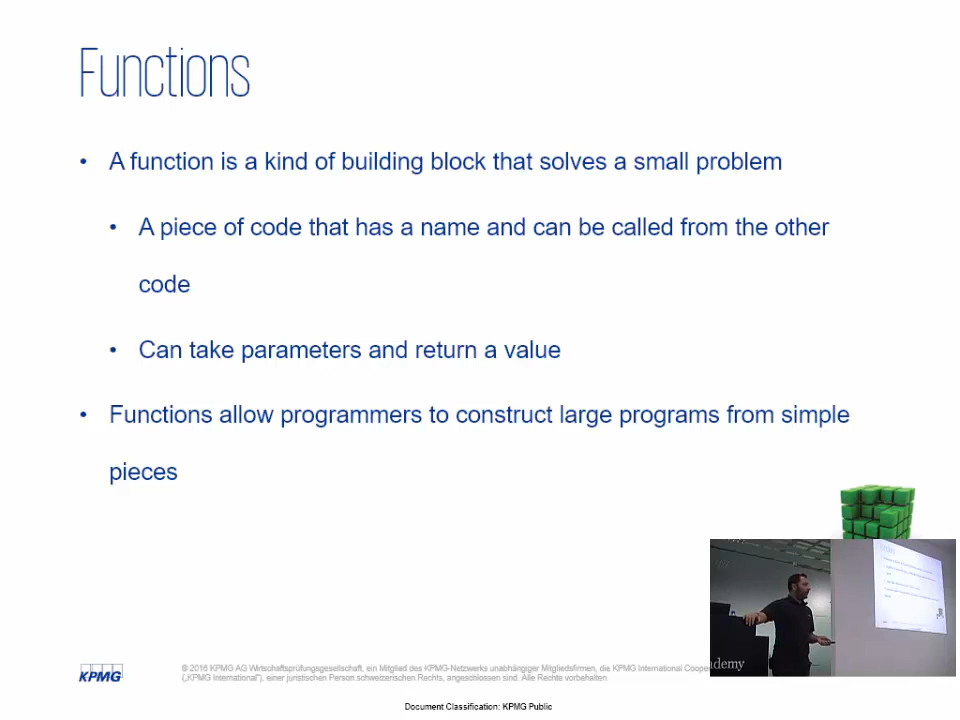 Functions
• A function is a kind of building block that solves a small problem
• A piece of code that has a name and can be called from the other
code
• Can take parameters and return a value
• Functions allow programmers to construct large programs from simple
pieces
KPMG
© 2016 KPMG AG Wirtschaftsprüfungsgesellschaft, ein Mitglied des KPMG-Netzwerks unabhängiger Mitgliedsfirmen, die KPMG International
("KPMG International"), einer juristischen Person schweizerischen Rechts, angeschlossen sind. Alle Rechte vorbehalten
Document Classification: KPMG Public